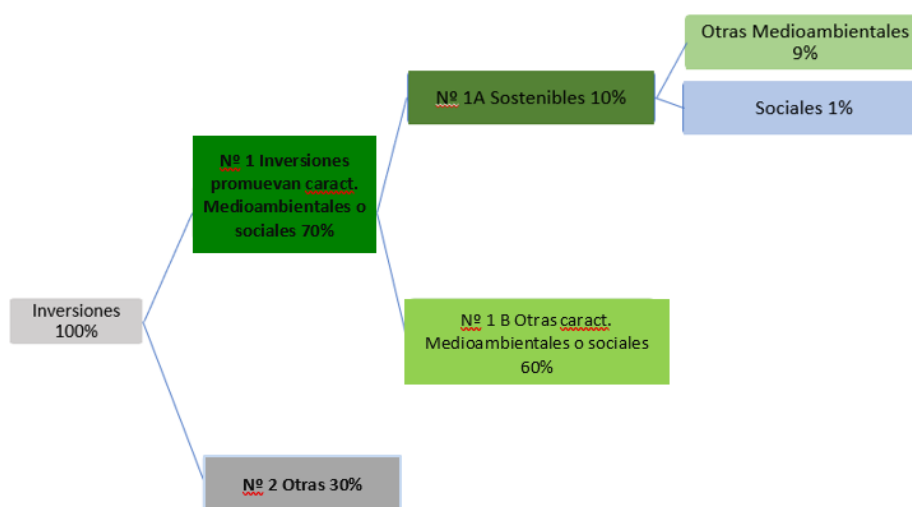 Otras Medioambientales
9%
Nº 1A Sostenibles 10%
Sociales 1%
Nº 1 Inversiones
promuevan caract.
Medioambientales o
sociales 70%
Inversiones
100%
Nº 1 B Otras caract.
Medioambientales o sociales
60%
Nº 2 Otras 30%